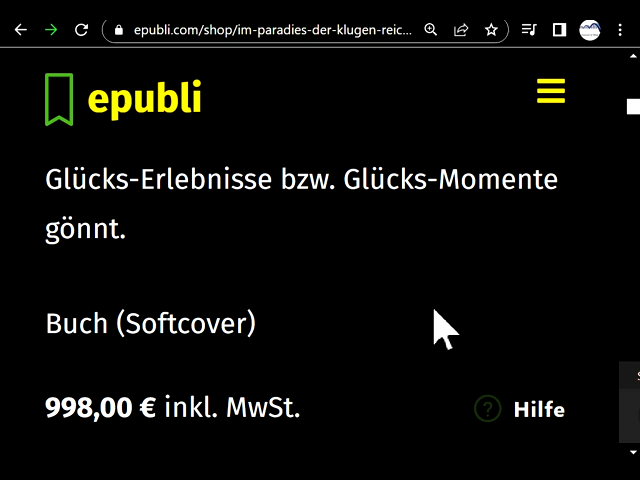 epubli.com/shop/im-paradies-der-klugen-reic...
epubli
Glücks-Erlebnisse bzw. Glücks-Momente
gönnt.
Buch (Softcover)
998,00 € inkl. MwSt.
? Hilfe